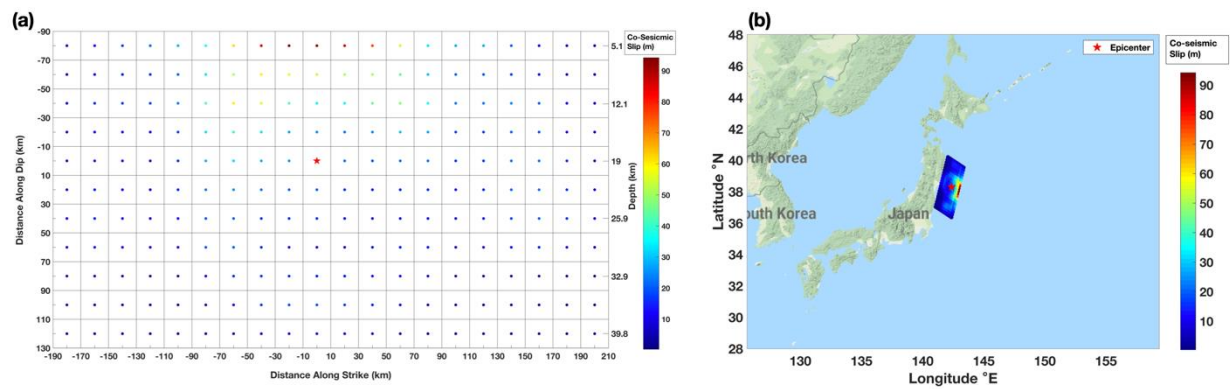 (a)
-90
-70
-50
-30
-10
10
30
50
70
90
110
130
Distance Along Dip (km)
-190 -170 -150 -130 -110 -90 -70 -50 -30 -10 10 30 50 70 90 110 130 150 170 190 210
Distance Along Strike (km)
5.1
12.1
19
25.9
32.9
39.8
Depth (km)
Co-Sesicmic
Slip (m)
90
80
70
60
50
40
30
20
10
(b)
48
46
44
42
40
38
36
34
32
30
28
Latitude °N
rth Korea
outh Korea
Japan
Epicenter
130 135 140 145 150 155
Longitude °E
Co-seismic
Slip (m)
90
80
70
60
50
40
30
20
10